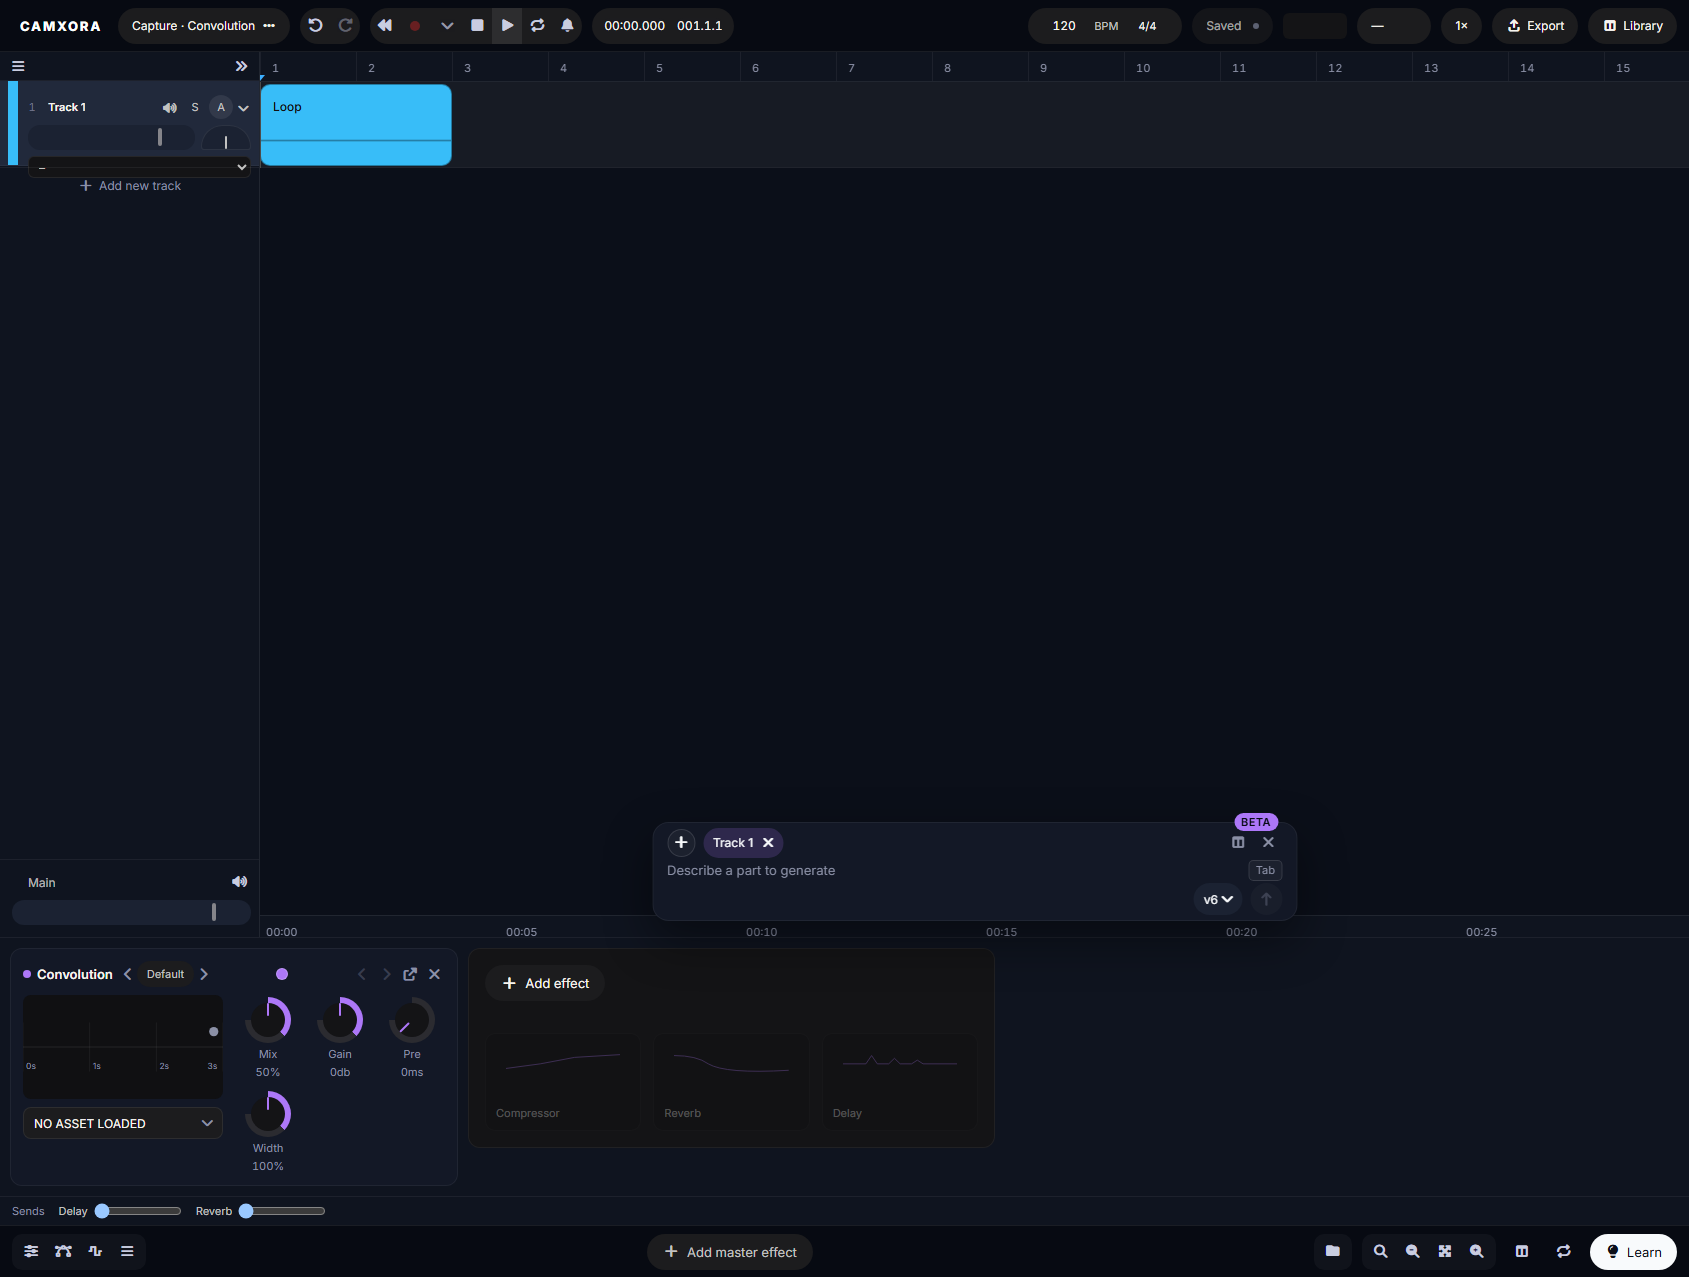 CAMXORA
Capture · Convolution
00:00.000 001.1.1
120 BPM 4/4
Saved
1×
Export
Library
1 2 3 4 5 6 7 8 9 10 11 12 13 14 15
1 Track 1 S A
Loop
–
Add new track
BETA
Track 1
Describe a part to generate Tab
v6
Main
00:00 00:05 00:10 00:15 00:20 00:25
Convolution Default
0s 1s 2s 3s
Mix Gain Pre
50% 0db 0ms
NO ASSET LOADED
Width
100%
Add effect
Compressor Reverb Delay
Sends Delay Reverb
Add master effect
Learn